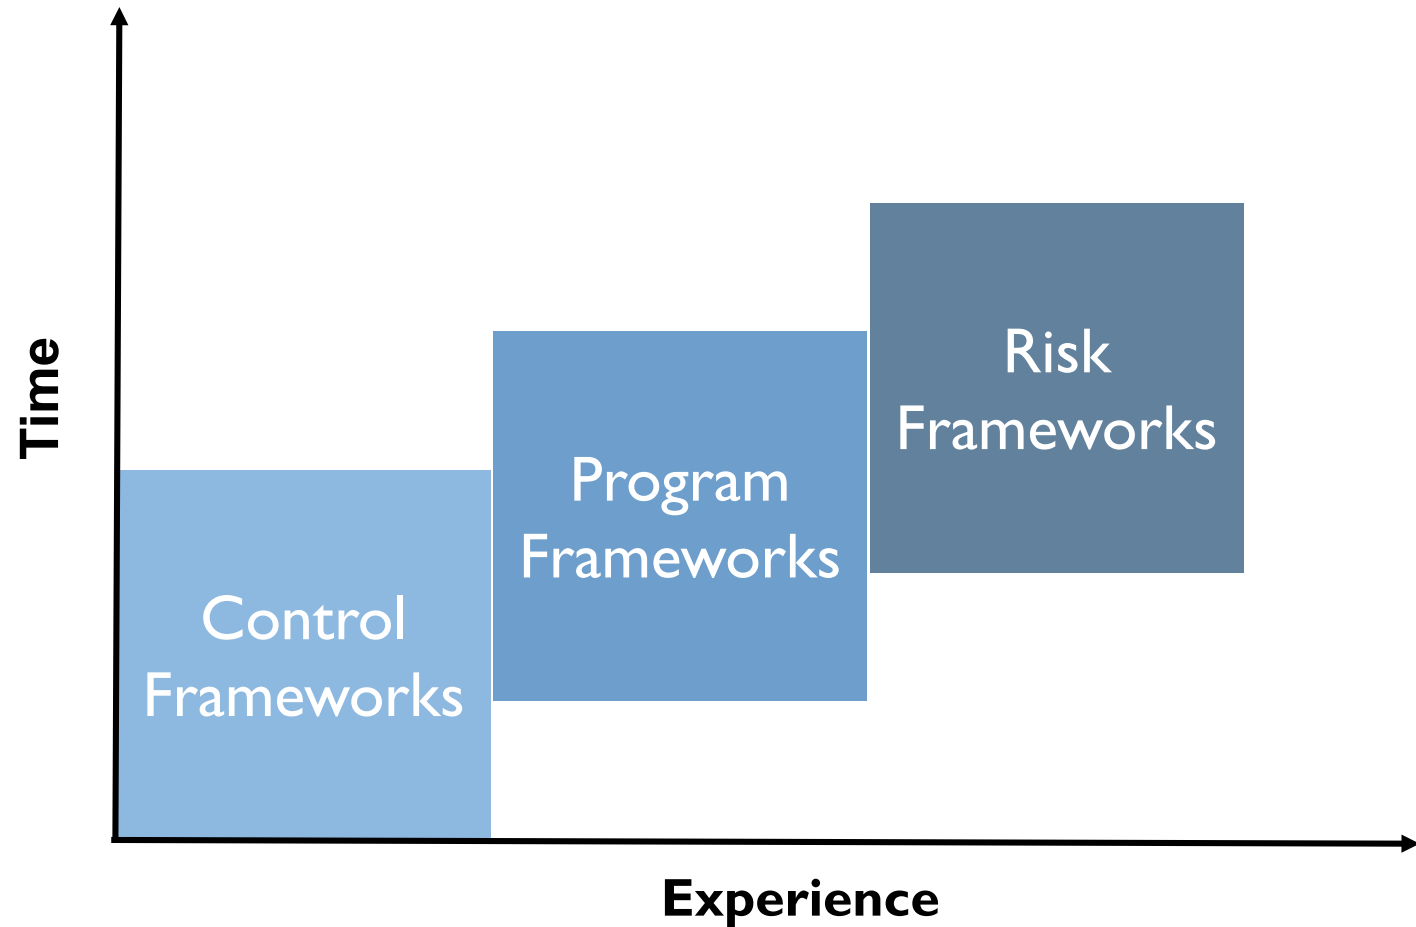 Time
Risk
Frameworks
Program
Frameworks
Control
Frameworks
Experience